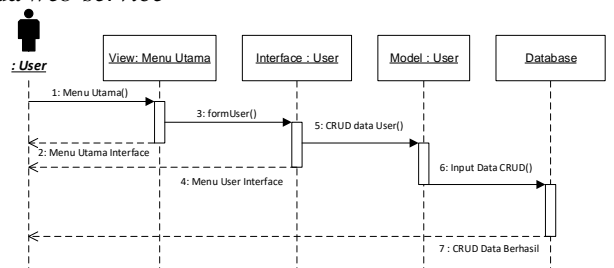 : User
View: Menu Utama
Interface : User
Model : User
Database
1: Menu Utama()
3: formUser()
5: CRUD data User()
2: Menu Utama Interface
6: Input Data CRUD()
4: Menu User Interface
7 : CRUD Data Berhasil